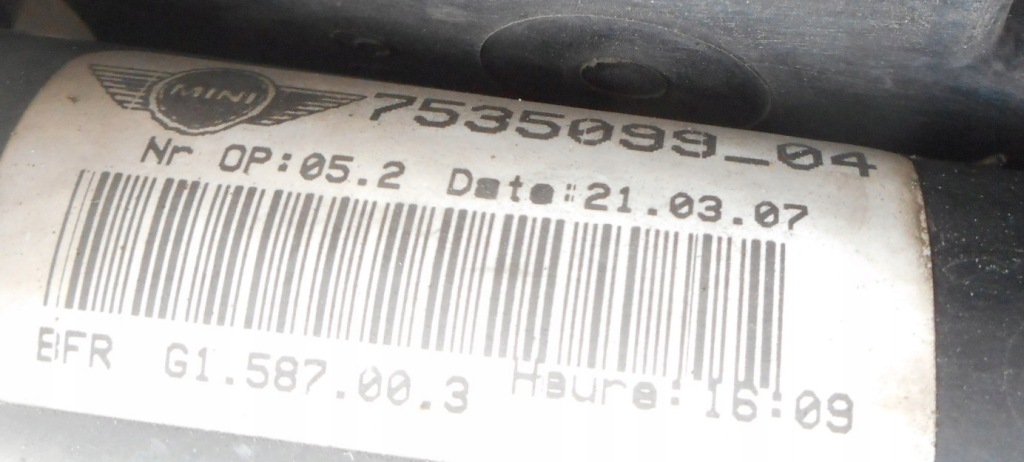 MINI
7535099_04
Nr OP:05.2 Date:21.03.07
BFR G1.587.00.3 Heure:16:09